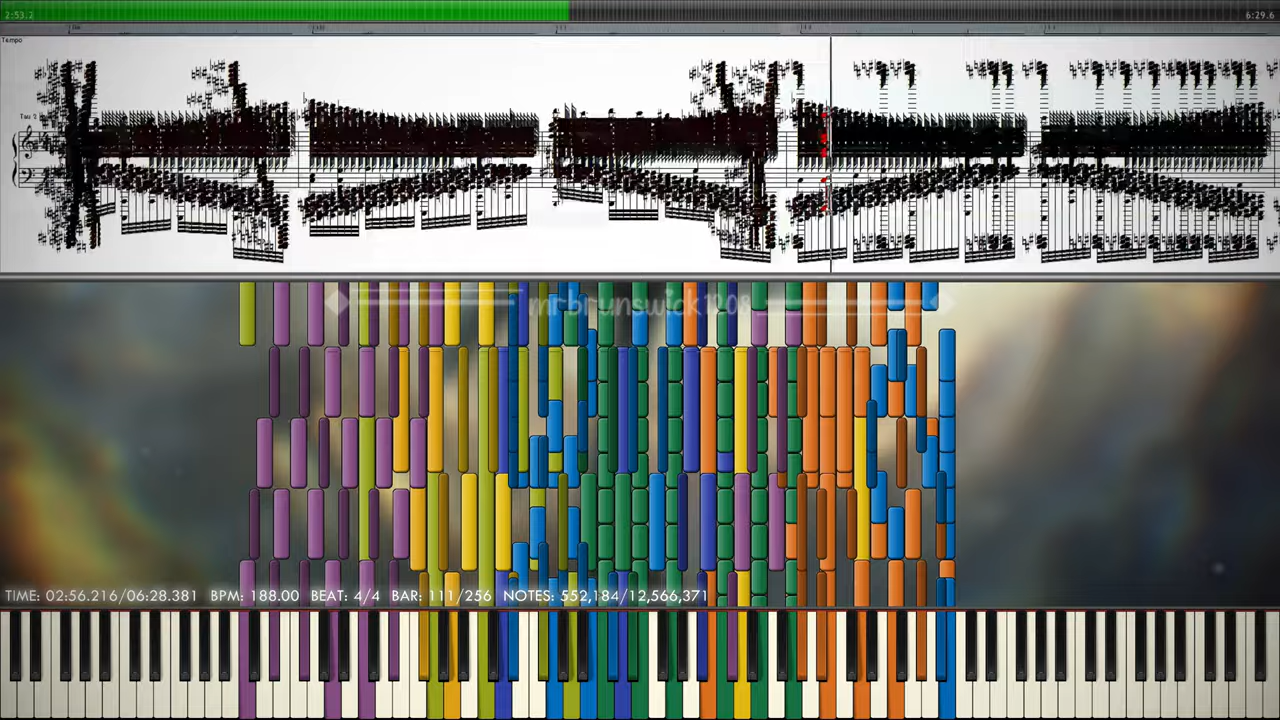 2:53.2
6:29.6
Tempo
mrbrunswick1208
TIME: 02:56.216/06:28.381 BPM: 188.00 BEAT: 4/4 BAR: 111/256 NOTES: 552,184/12,566,371